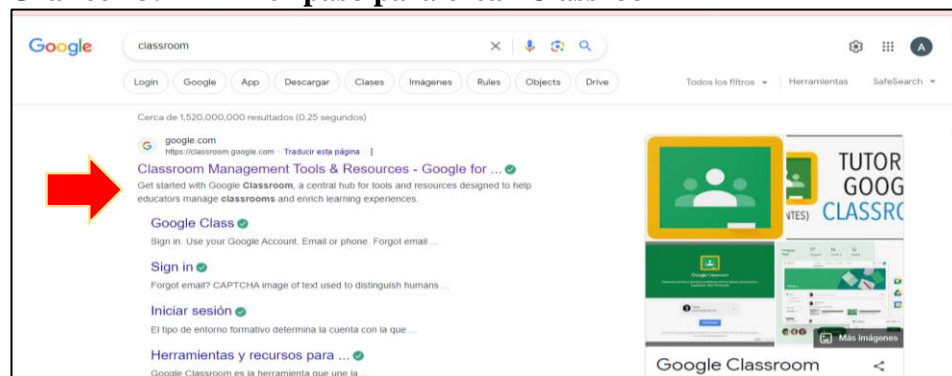 Google
classroom
A
Login Google App Descargar Clases Imágenes Rules Objects Drive
Todos los filtros Herramientas SafeSearch
Cerca de 1,520,000,000 resultados (0.25 segundos)
G google.com
https://classroom.google.com · Traducir esta página
Classroom Management Tools & Resources - Google for ...
Get started with Google Classroom, a central hub for tools and resources designed to help
educators manage classrooms and enrich learning experiences.
Google Class
Sign in. Use your Google Account. Email or phone. Forgot email ...
Sign in
Forgot email? CAPTCHA image of text used to distinguish humans ...
Iniciar sesión
El tipo de entorno formativo determina la cuenta con la que ...
Herramientas y recursos para ...
Google Classroom es la herramienta que une la ...
TUTOR
GOOG
NTES) CLASSRC
Google Classroom
Más imágenes
Google Classroom